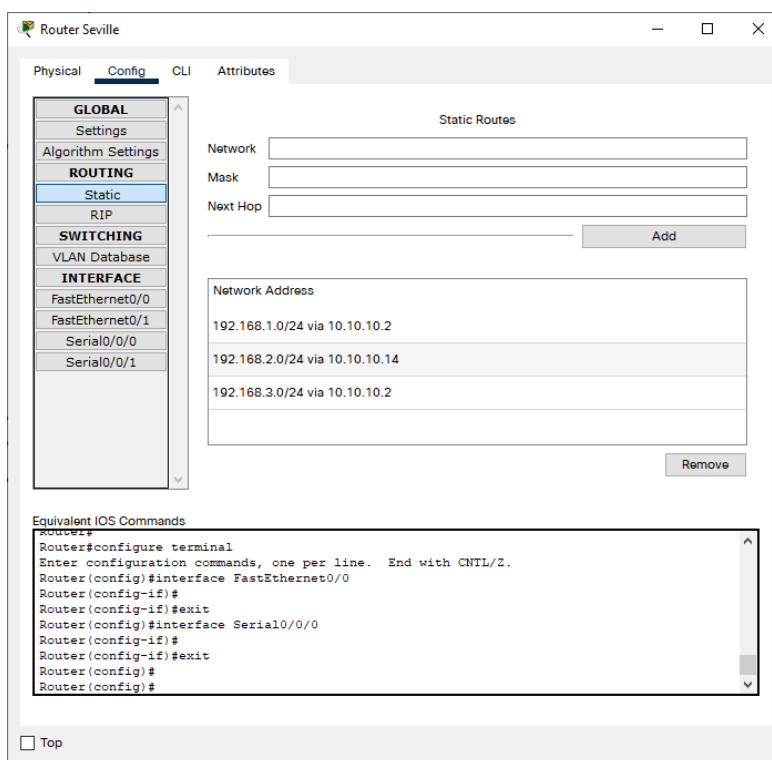 Router Seville
Physical Config CLI Attributes
GLOBAL
Settings
Algorithm Settings
ROUTING
Static
RIP
SWITCHING
VLAN Database
INTERFACE
FastEthernet0/0
FastEthernet0/1
Serial0/0/0
Serial0/0/1
Static Routes
Network
Mask
Next Hop
Add
Network Address
192.168.1.0/24 via 10.10.10.2
192.168.2.0/24 via 10.10.10.14
192.168.3.0/24 via 10.10.10.2
Remove
Equivalent IOS Commands
Router#
Router#configure terminal
Enter configuration commands, one per line.  End with CNTL/Z.
Router(config)#interface FastEthernet0/0
Router(config-if)#
Router(config-if)#exit
Router(config)#interface Serial0/0/0
Router(config-if)#
Router(config-if)#exit
Router(config)#
Router(config)#
Top